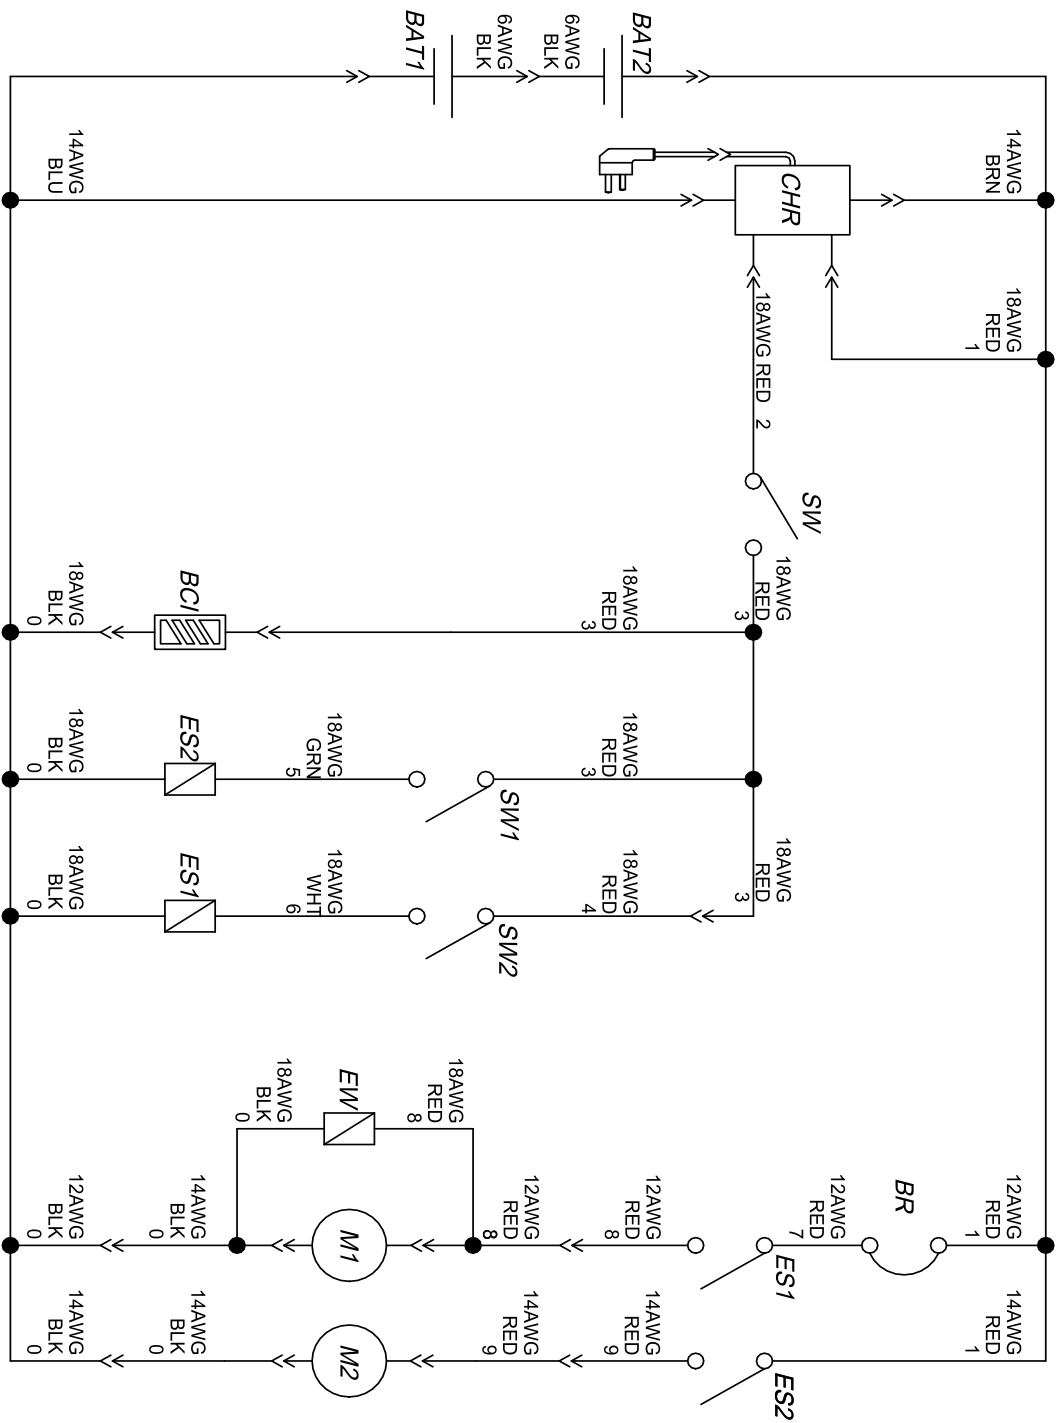 BAT1
6AWG
BLK
6AWG
BLK
BAT2
14AWG
BLU
CHR
14AWG
BRN
18AWG
RED
1
18AWG RED 2
SW
18AWG
RED
3
BCI
18AWG
BLK
0
18AWG
RED
3
ES2
18AWG
BLK
0
18AWG
GRN
5
SW1
18AWG
RED
3
ES1
18AWG
BLK
0
18AWG
WHT
6
SW2
18AWG
RED
4
18AWG
RED
3
EW
18AWG
BLK
0
18AWG
RED
8
12AWG
BLK
0
14AWG
BLK
0
M1
12AWG
RED
8
12AWG
RED
8
ES1
12AWG
RED
7
BR
12AWG
RED
1
14AWG
BLK
0
14AWG
BLK
0
M2
14AWG
RED
9
14AWG
RED
9
ES2
14AWG
RED
1